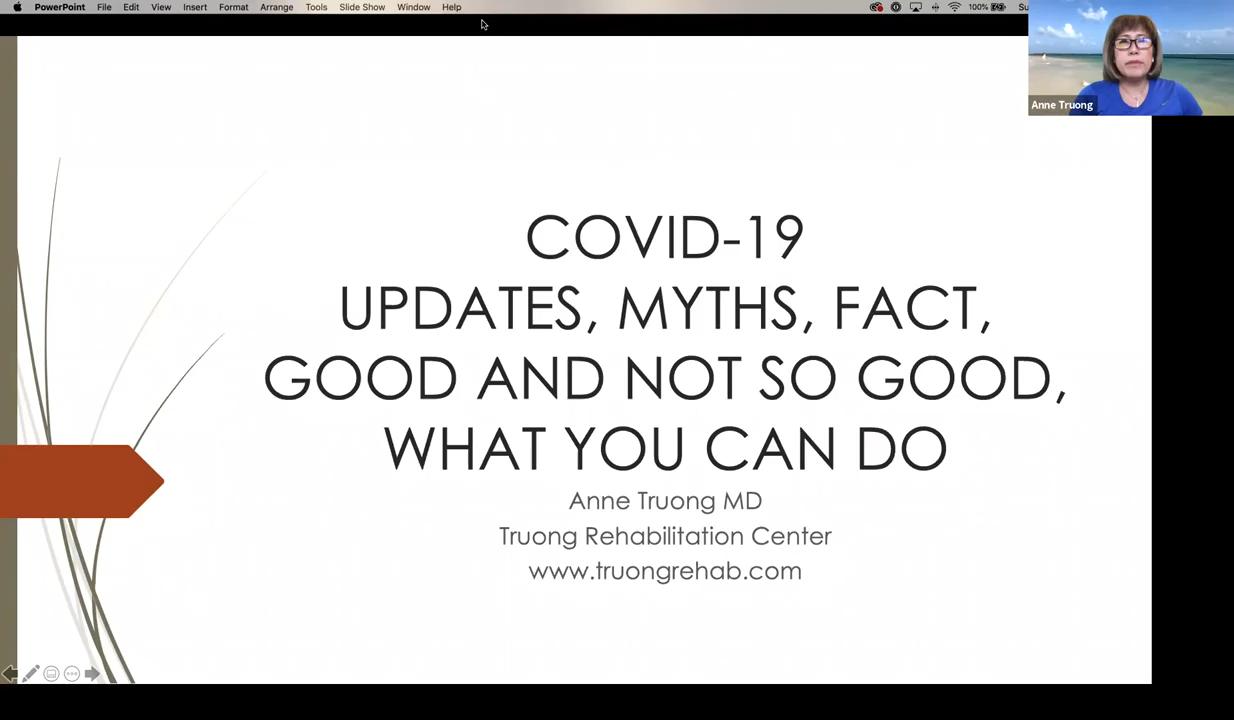 PowerPoint File Edit View Insert Format Arrange Tools Slide Show Window Help 100% Su
Anne Truong
COVID-19
UPDATES, MYTHS, FACT,
GOOD AND NOT SO GOOD,
WHAT YOU CAN DO
Anne Truong MD
Truong Rehabilitation Center
www.truongrehab.com